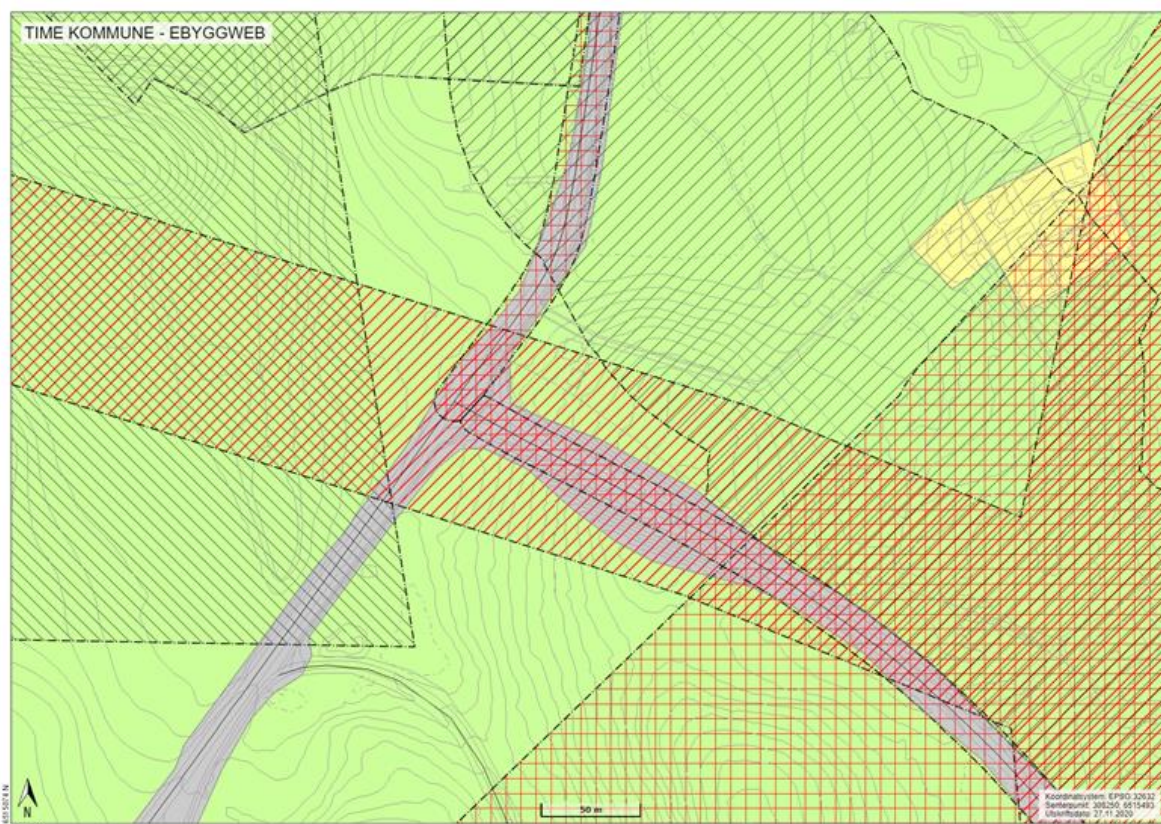 TIME KOMMUNE - EBYGGWEB
N
50 m
Koordinatsystem: EPSG:32632
Senterpunkt: 308250, 6515493
Utskriftsdato: 27.11.2020